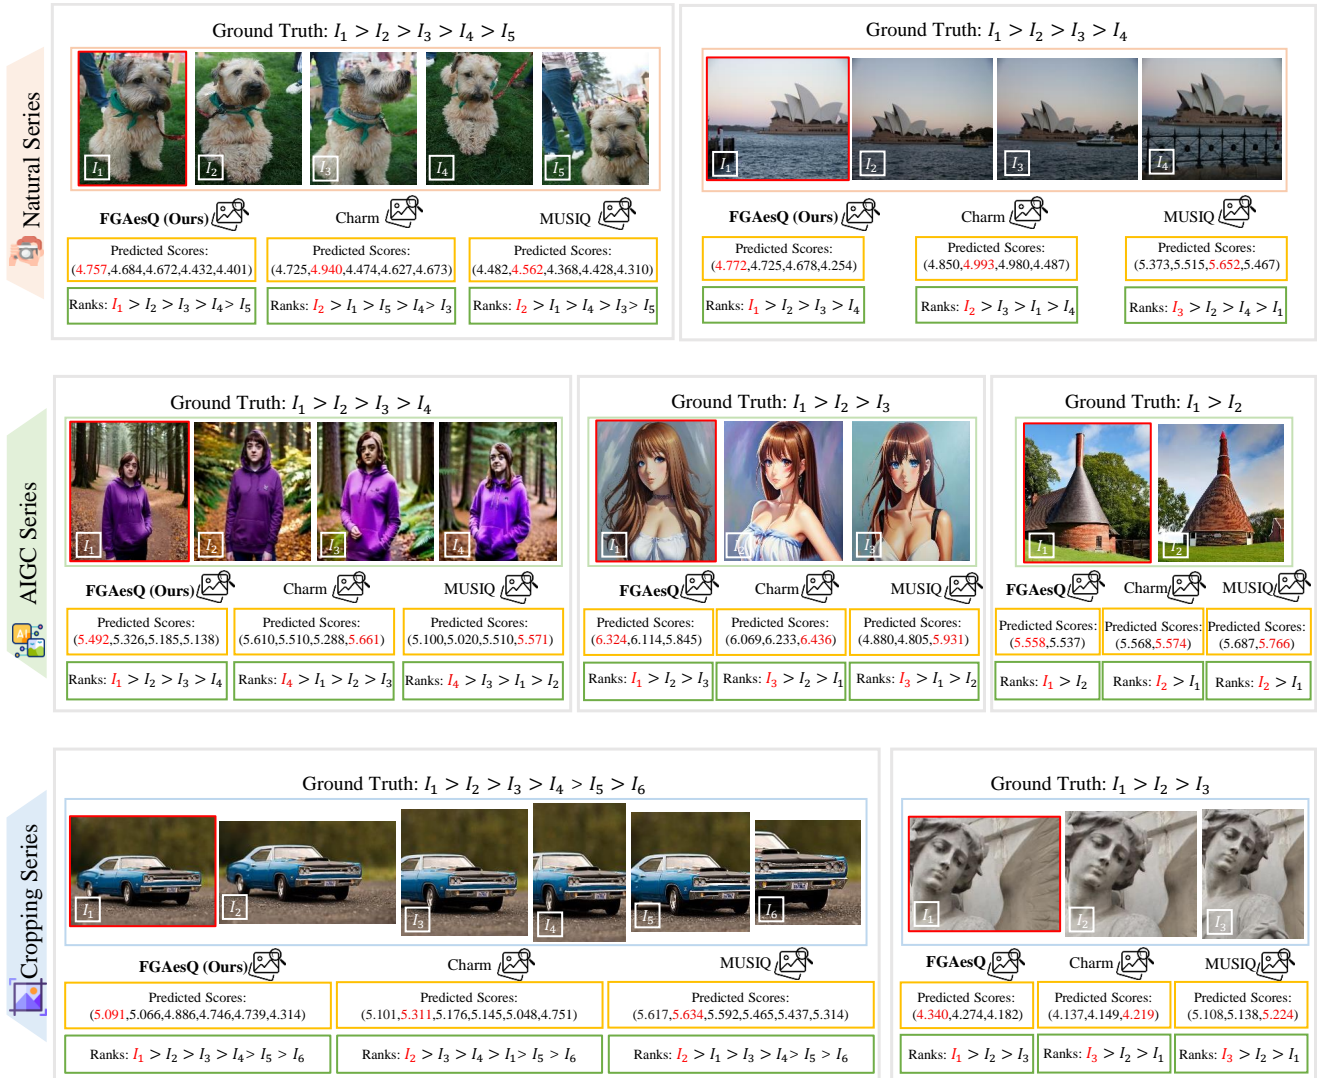 Natural Series
Ground Truth: I₁ > I₂ > I₃ > I₄ > I₅
I₁
I₂
I₃
I₄
I₅
FGAesQ (Ours)
Charm
MUSIQ
Predicted Scores:
(4.757,4.684,4.672,4.432,4.401)
Predicted Scores:
(4.725,4.940,4.474,4.627,4.673)
Predicted Scores:
(4.482,4.562,4.368,4.428,4.310)
Ranks: I₁ > I₂ > I₃ > I₄> I₅
Ranks: I₂ > I₁ > I₅ > I₄> I₃
Ranks: I₂ > I₁ > I₄ > I₃> I₅
Ground Truth: I₁ > I₂ > I₃ > I₄
I₁
I₂
I₃
I₄
FGAesQ (Ours)
Charm
MUSIQ
Predicted Scores:
(4.772,4.725,4.678,4.254)
Predicted Scores:
(4.850,4.993,4.980,4.487)
Predicted Scores:
(5.373,5.515,5.652,5.467)
Ranks: I₁ > I₂ > I₃ > I₄
Ranks: I₂ > I₃ > I₁ > I₄
Ranks: I₃ > I₂ > I₄ > I₁
AIGC Series
Ground Truth: I₁ > I₂ > I₃ > I₄
I₁
I₂
I₃
I₄
FGAesQ (Ours)
Charm
MUSIQ
Predicted Scores:
(5.492,5.326,5.185,5.138)
Predicted Scores:
(5.610,5.510,5.288,5.661)
Predicted Scores:
(5.100,5.020,5.510,5.571)
Ranks: I₁ > I₂ > I₃ > I₄
Ranks: I₄ > I₁ > I₂ > I₃
Ranks: I₄ > I₃ > I₁ > I₂
Ground Truth: I₁ > I₂ > I₃
I₁
I₂
I₃
FGAesQ
Charm
MUSIQ
Predicted Scores:
(6.324,6.114,5.845)
Predicted Scores:
(6.069,6.233,6.436)
Predicted Scores:
(4.880,4.805,5.931)
Ranks: I₁ > I₂ > I₃
Ranks: I₃ > I₂ > I₁
Ranks: I₃ > I₁ > I₂
Ground Truth: I₁ > I₂
I₁
I₂
FGAesQ
Charm
MUSIQ
Predicted Scores:
(5.558,5.537)
Predicted Scores:
(5.568,5.574)
Predicted Scores:
(5.687,5.766)
Ranks: I₁ > I₂
Ranks: I₂ > I₁
Ranks: I₂ > I₁
Cropping Series
Ground Truth: I₁ > I₂ > I₃ > I₄ > I₅ > I₆
I₁
I₂
I₃
I₄
I₅
I₆
FGAesQ (Ours)
Charm
MUSIQ
Predicted Scores:
(5.091,5.066,4.886,4.746,4.739,4.314)
Predicted Scores:
(5.101,5.311,5.176,5.145,5.048,4.751)
Predicted Scores:
(5.617,5.634,5.592,5.465,5.437,5.314)
Ranks: I₁ > I₂ > I₃ > I₄> I₅ > I₆
Ranks: I₂ > I₃ > I₄ > I₁> I₅ > I₆
Ranks: I₂ > I₁ > I₃ > I₄> I₅ > I₆
Ground Truth: I₁ > I₂ > I₃
I₁
I₂
I₃
FGAesQ
Charm
MUSIQ
Predicted Scores:
(4.340,4.274,4.182)
Predicted Scores:
(4.137,4.149,4.219)
Predicted Scores:
(5.108,5.138,5.224)
Ranks: I₁ > I₂ > I₃
Ranks: I₃ > I₂ > I₁
Ranks: I₃ > I₂ > I₁